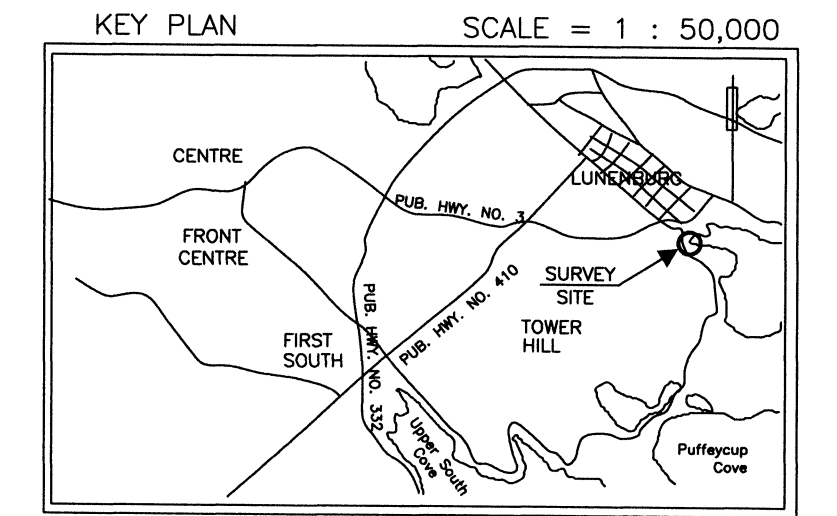 KEY PLAN
SCALE = 1 : 50,000
CENTRE
LUNENBURG
PUB. HWY. NO. 3
FRONT
CENTRE
SURVEY
SITE
PUB. HWY. NO. 410
PUB. HWY. NO. 332
TOWER
HILL
FIRST
SOUTH
Upper South
Cove
Puffeycup
Cove